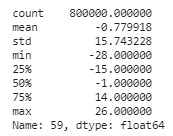 count    800000.000000
mean         -0.779918
std          15.743228
min         -28.000000
25%         -15.000000
50%          -1.000000
75%          14.000000
max          26.000000
Name: 59, dtype: float64